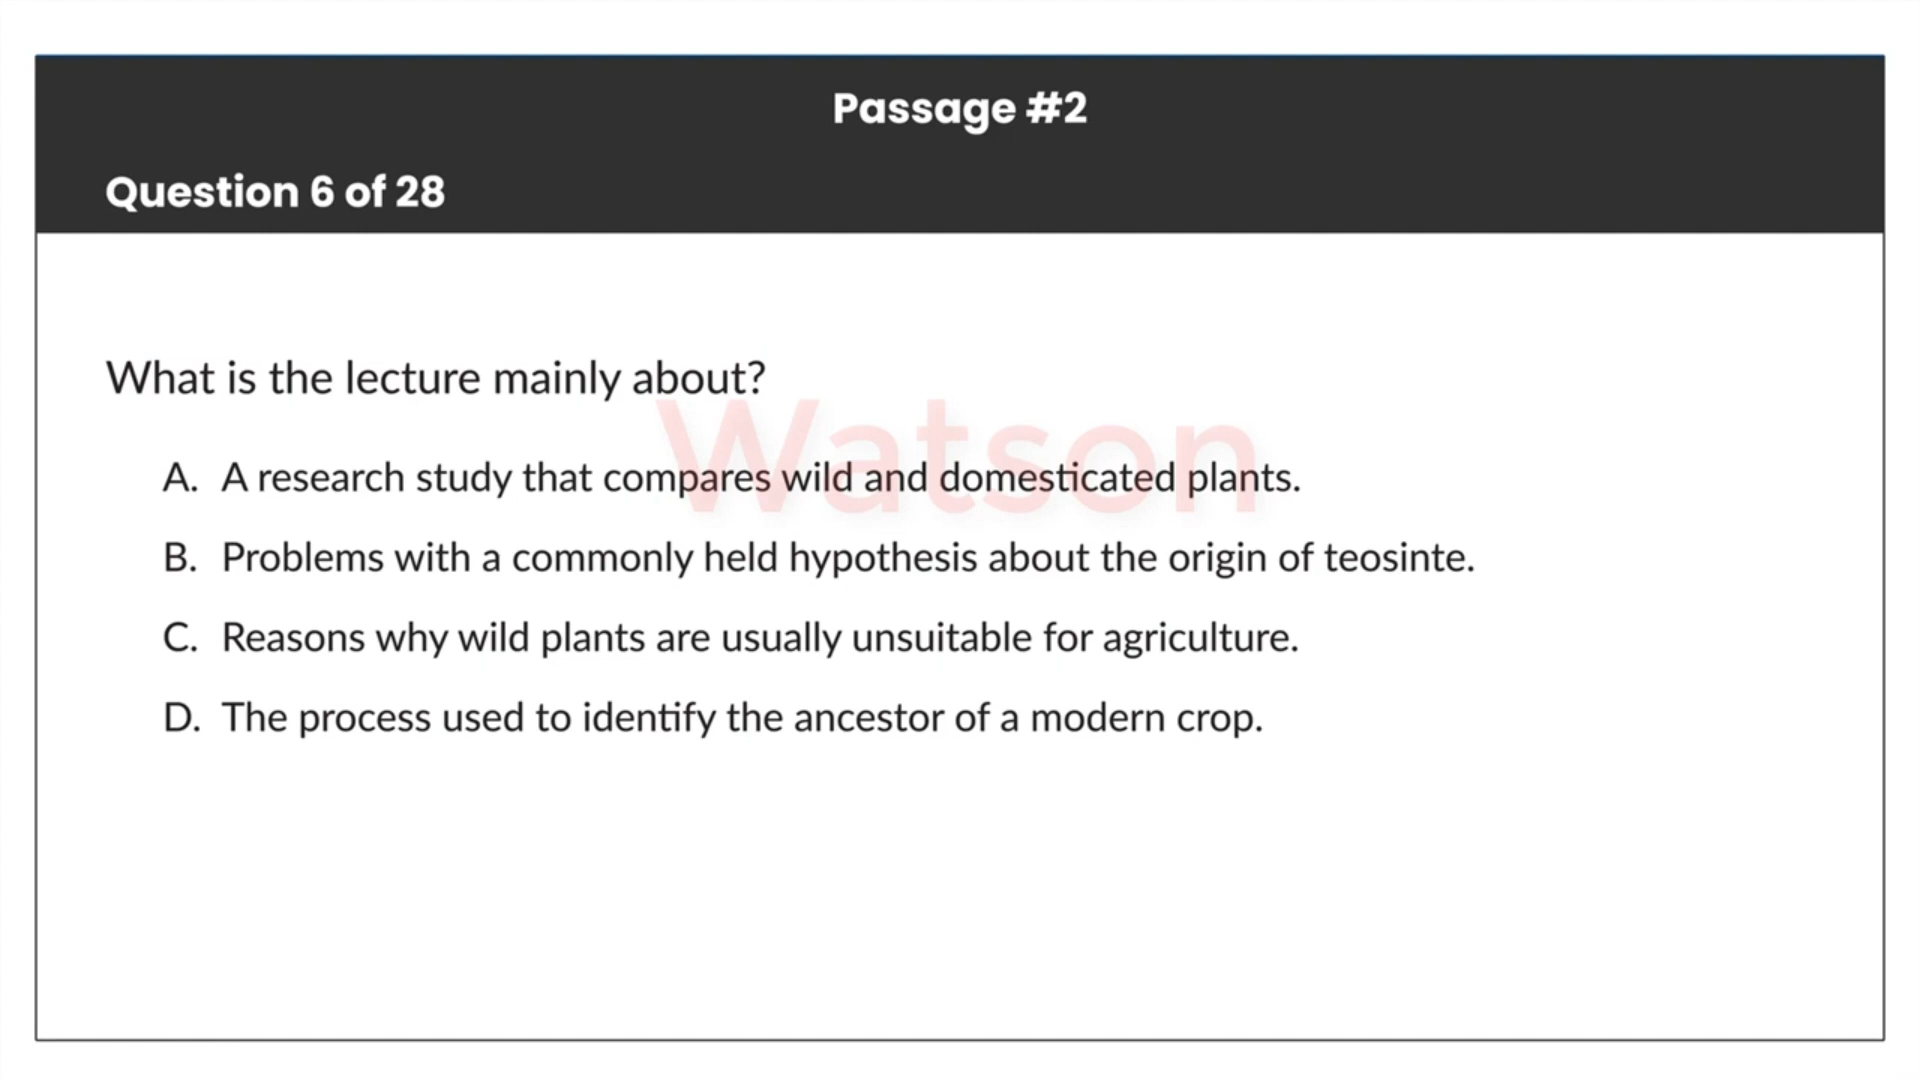 Passage #2
Question 6 of 28
What is the lecture mainly about?
Watson
A. A research study that compares wild and domesticated plants.
B. Problems with a commonly held hypothesis about the origin of teosinte.
C. Reasons why wild plants are usually unsuitable for agriculture.
D. The process used to identify the ancestor of a modern crop.